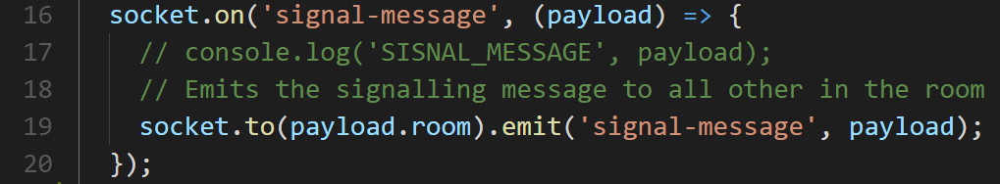 16 socket.on('signal-message', (payload) => {
17 // console.log('SISNAL_MESSAGE', payload);
18 // Emits the signalling message to all other in the room
19 socket.to(payload.room).emit('signal-message', payload);
20 });